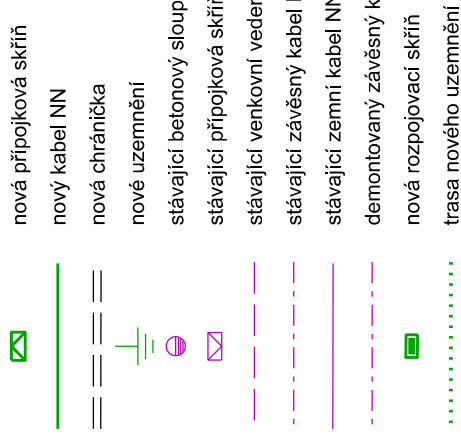 nová přípojková skříň
nový kabel NN
nová chránička
nové uzemnění
stávající betonový sloup
stávající přípojková skříň
stávající venkovní veden
stávající závěsný kabel
stávající zemní kabel NN
demontovaný závěsný k
nová rozpojovací skříň
trasa nového uzemnění